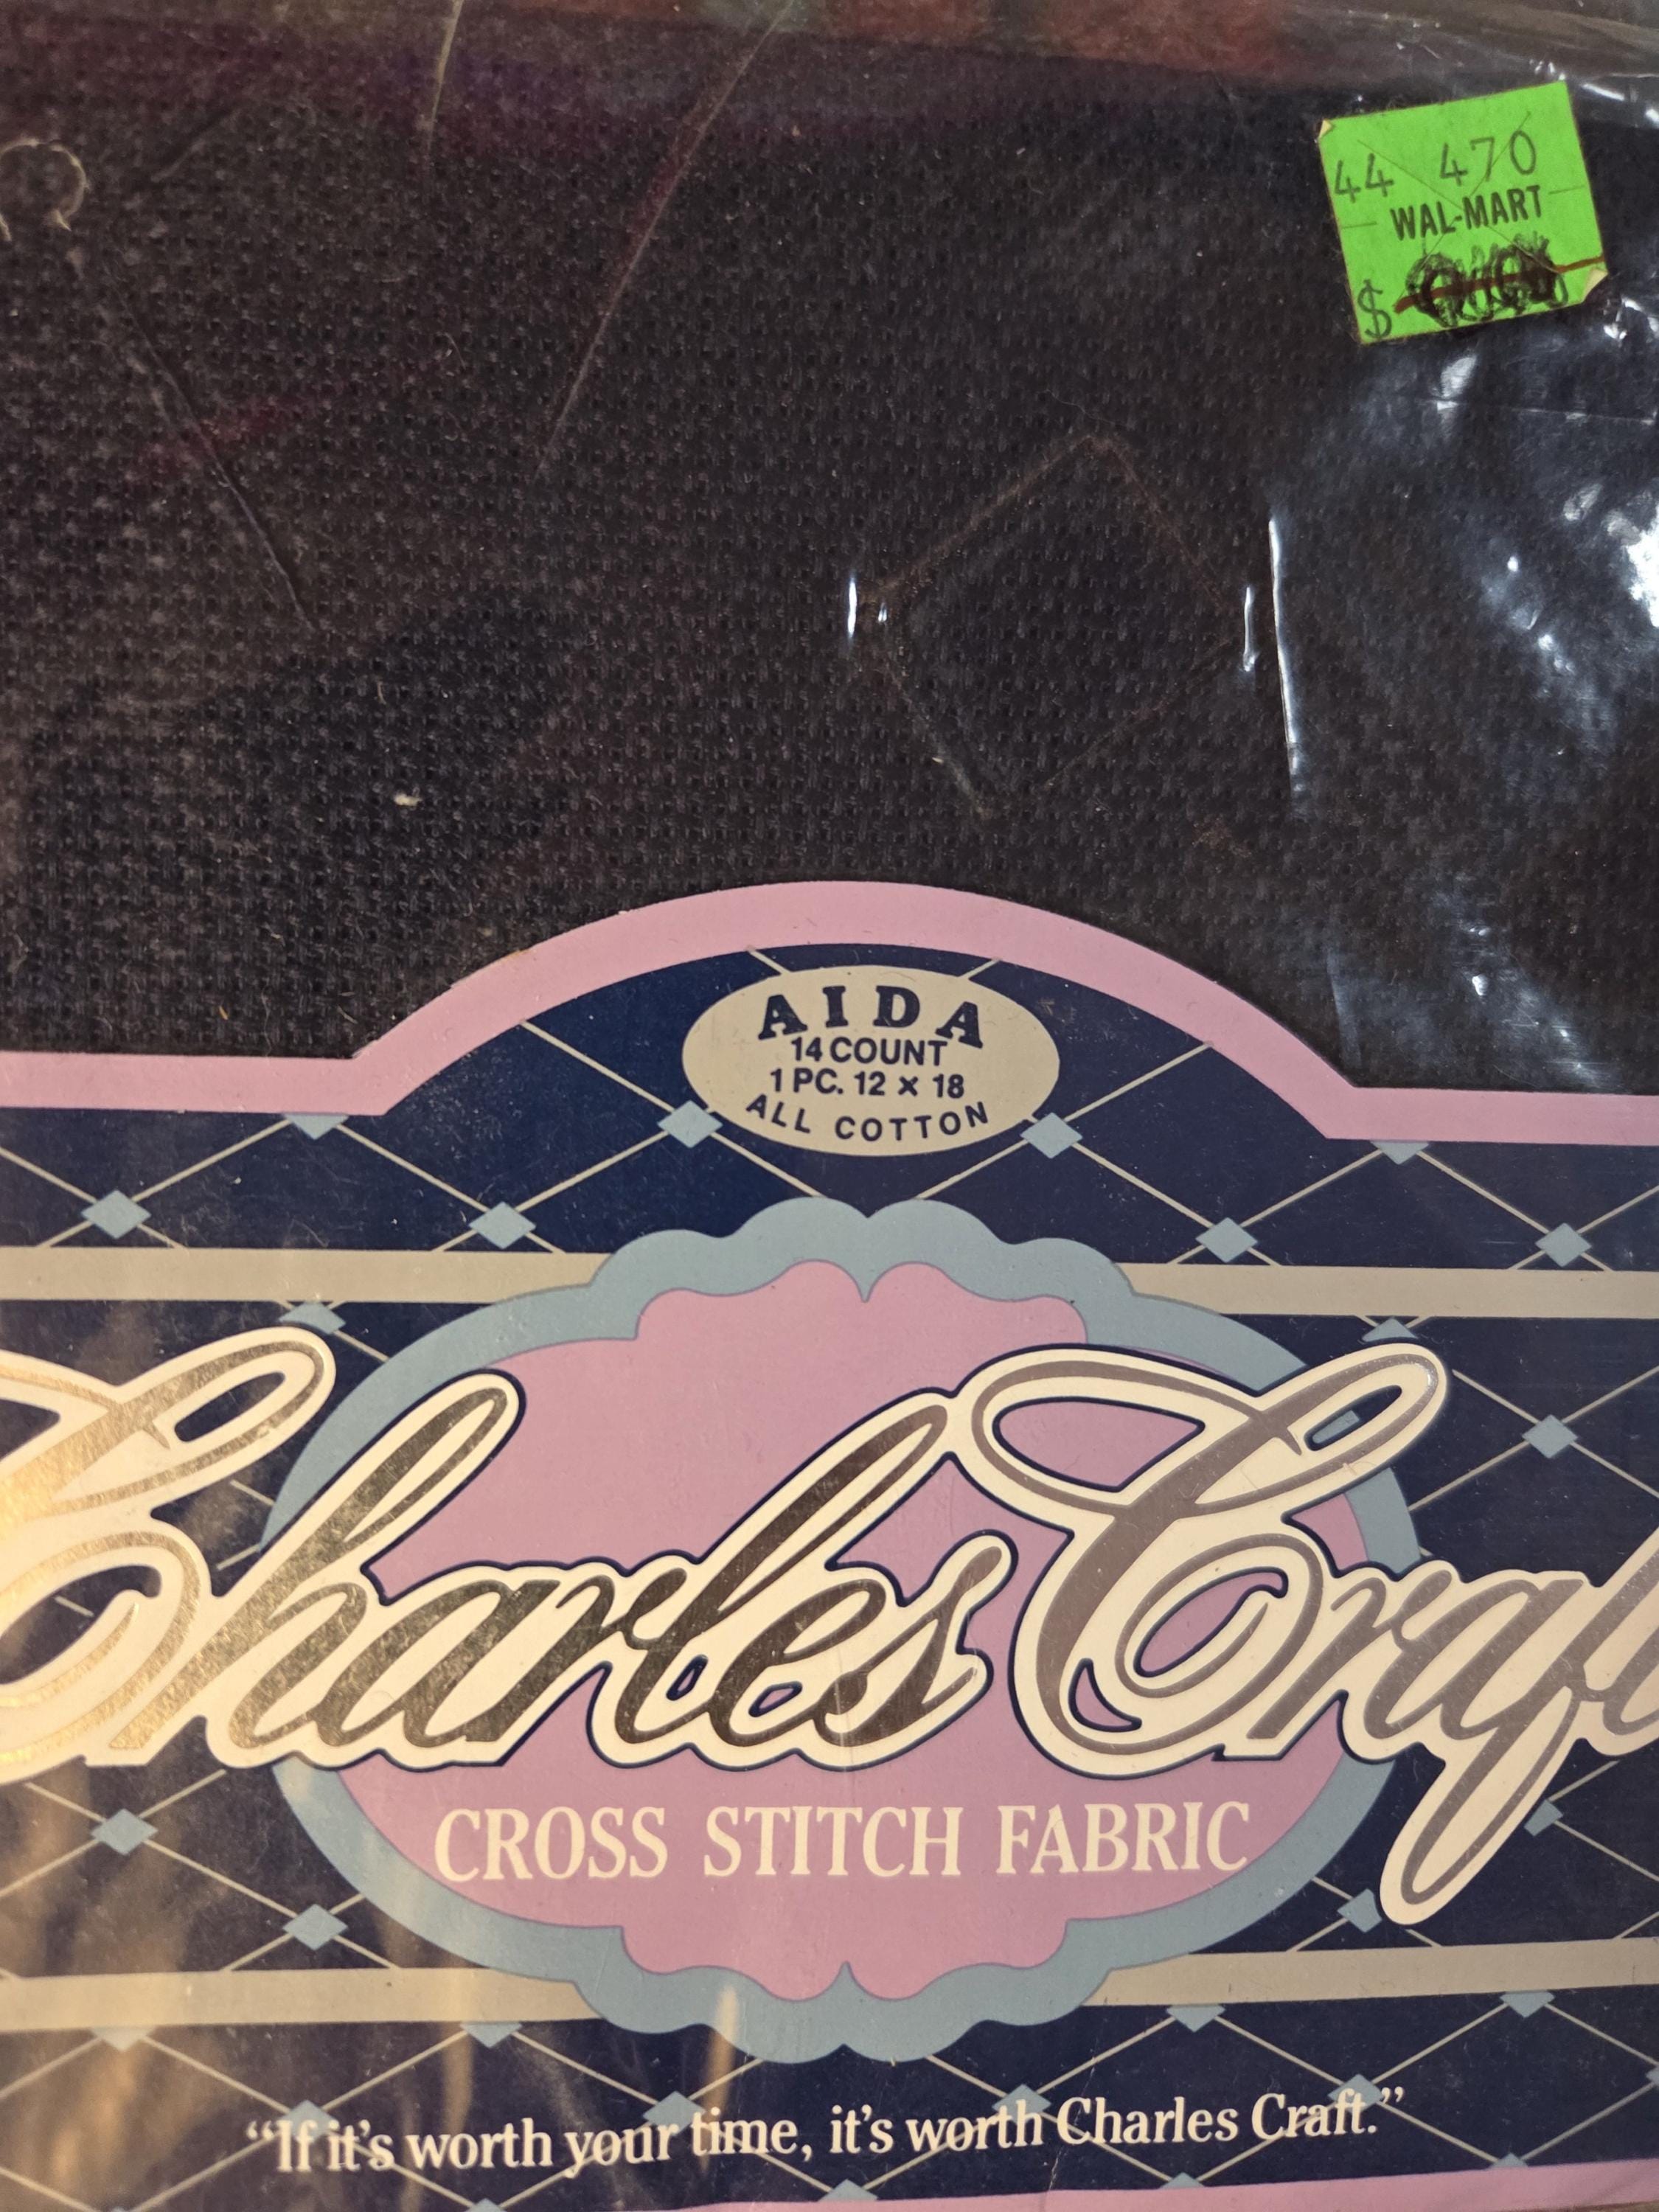 44 470
WAL-MART
$
AIDA
14 COUNT
1 PC. 12 x 18
ALL COTTON
Charles Craft
CROSS STITCH FABRIC
“If it’s worth your time, it’s worth Charles Craft.”